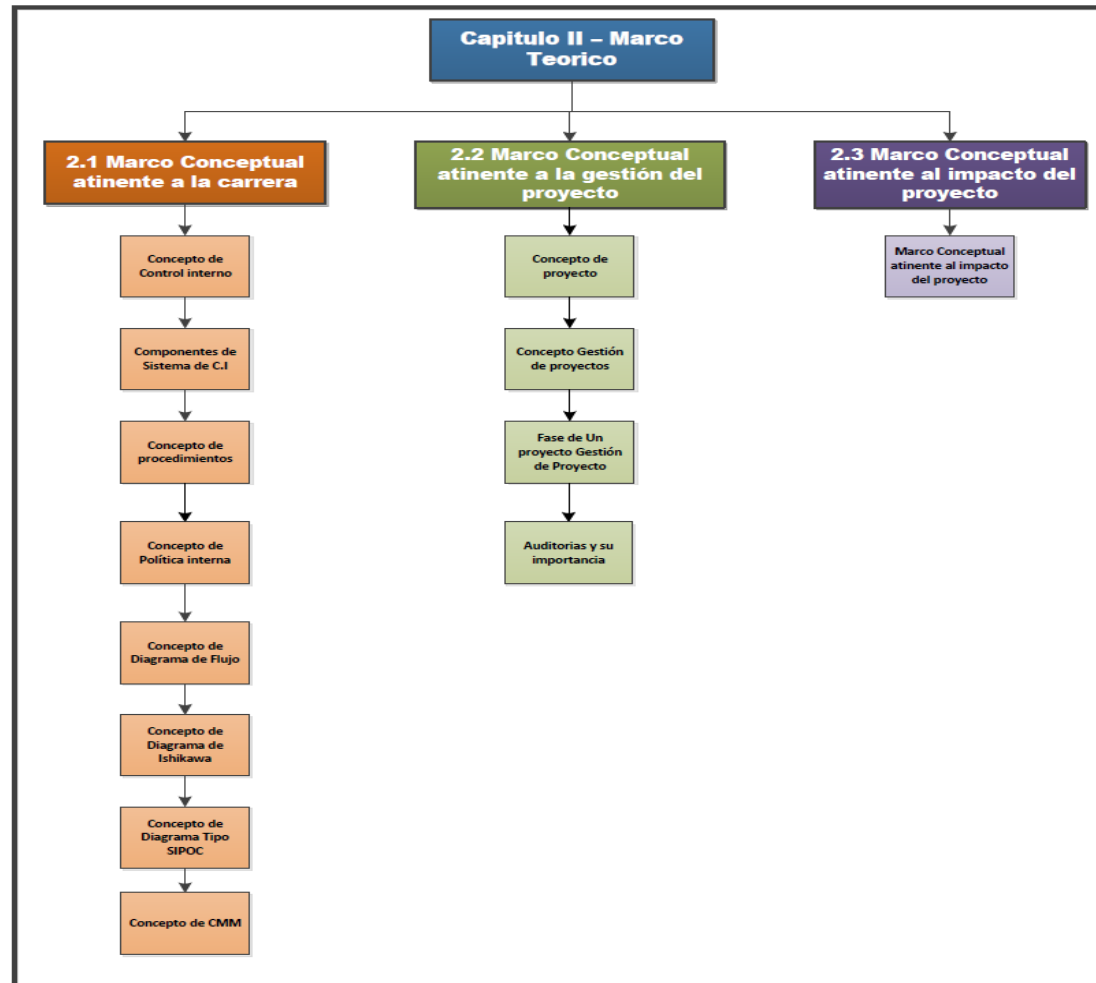 Capitulo II – Marco
Teorico
2.1 Marco Conceptual
atinente a la carrera
2.2 Marco Conceptual
atinente a la gestión del
proyecto
2.3 Marco Conceptual
atinente al impacto del
proyecto
Concepto de
Control interno
Componentes de
Sistema de C.I
Concepto de
procedimientos
Concepto de
Política interna
Concepto de
Diagrama de Flujo
Concepto de
Diagrama de
Ishikawa
Concepto de
Diagrama Tipo
SIPOC
Concepto de CMM
Concepto de
proyecto
Concepto Gestión
de proyectos
Fase de Un
proyecto Gestión
de Proyecto
Auditorias y su
importancia
Marco Conceptual
atinente al impacto
del proyecto